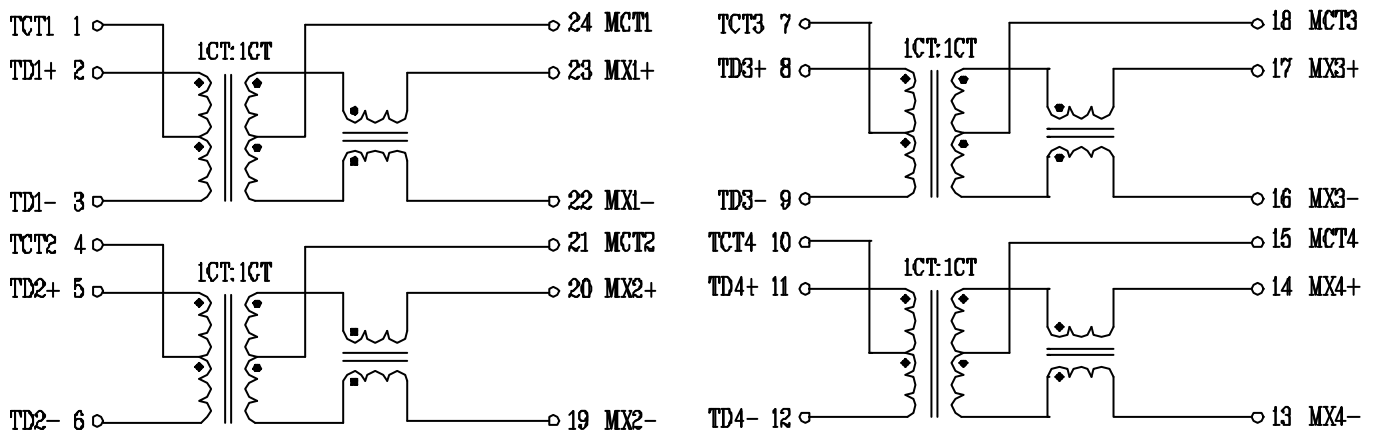 TCT1 1 24 MCT1
1CT:1CT
TD1+ 2 23 MX1+
TD1- 3 22 MX1-
TCT2 4 21 MCT2
1CT:1CT
TD2+ 5 20 MX2+
TD2- 6 19 MX2-
TCT3 7 18 MCT3
1CT:1CT
TD3+ 8 17 MX3+
TD3- 9 16 MX3-
TCT4 10 15 MCT4
1CT:1CT
TD4+ 11 14 MX4+
TD4- 12 13 MX4-